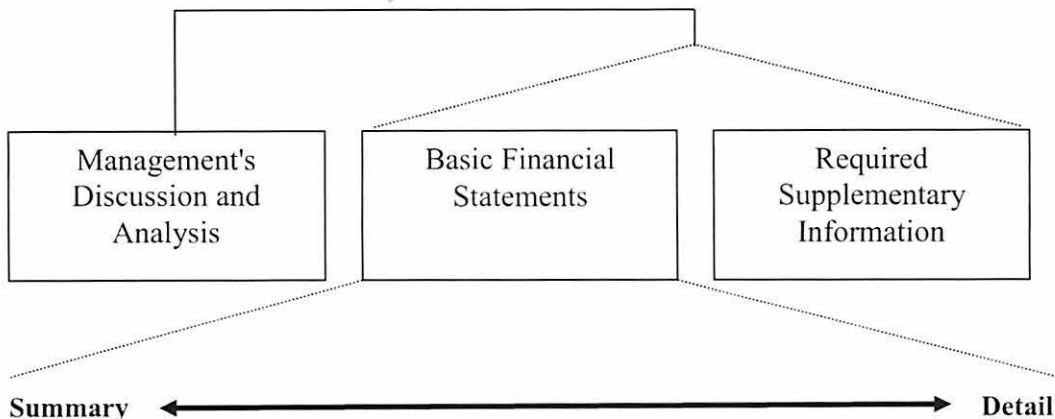 Management's
Discussion and
Analysis
Basic Financial
Statements
Required
Supplementary
Information
Summary
Detail